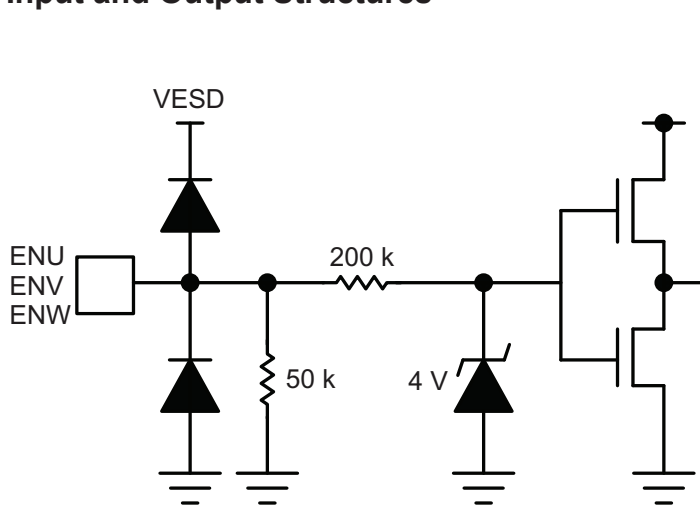 Input and Output Structures
VESD
ENU
ENV
ENW
200 k
50 k
4 V